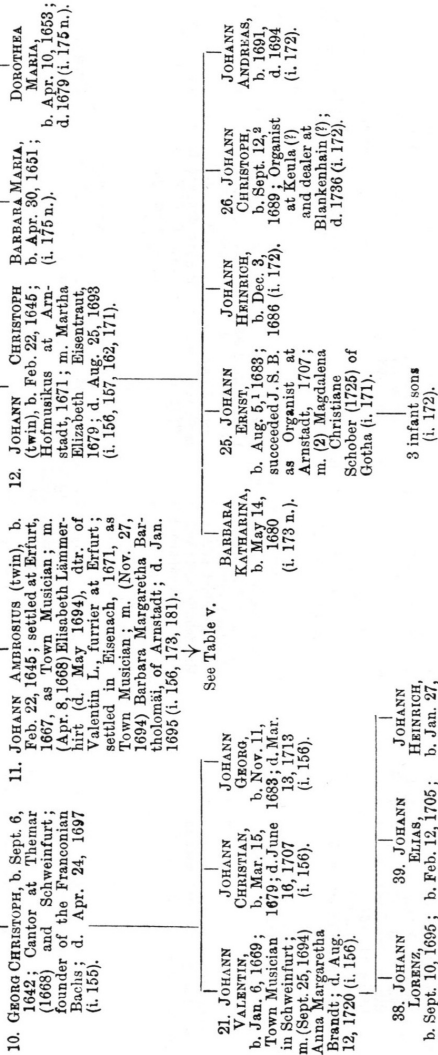 10. GEORG CHRISTOPH, b. Sept. 6,
1642; Cantor at Themar
(1668) and Schweinfurt;
founder of the Franconian
Bachs; d. Apr. 24, 1697
(i. 155).
11. JOHANN AMBROSIUS (twin), b.
Feb. 22, 1645; settled at Erfurt,
1667, as Town Musician; m.
(Apr. 8, 1668) Elisabeth Lämmer-
hirt (d. May 1694), dtr. of
Valentin L., furrier at Erfurt;
settled in Eisenach, 1671, as
Town Musician; m. (Nov. 27,
1694) Barbara Margaretha Bar-
tholomäi, of Arnstadt; d. Jan.
1695 (i. 156, 173, 181).
See Table v.
12. JOHANN CHRISTOPH
(twin), b. Feb. 22, 1645;
Hofmusikus at Arn-
stadt, 1671; m. Martha
Elizabeth Eisentraut,
1679; d. Aug. 25, 1693
(i. 156, 157, 162, 171).
BARBARA MARIA,
b. Apr. 30, 1651;
(i. 175 n.).
DOROTHEA
MARIA,
b. Apr. 10, 1653;
d. 1679 (i. 175 n.).
21. JOHANN
VALENTIN,
b. Jan. 6, 1669;
Town Musician
in Schweinfurt;
m. (Sept. 25, 1694)
Anna Margaretha
Brandt; d. Aug.
12, 1720 (i. 156).
JOHANN
CHRISTIAN,
b. Mar. 15,
1679; d. June
16, 1707
(i. 156).
JOHANN
GEORG,
b. Nov. 11,
1683; d. Mar.
13, 1713
(i. 156).
BARBARA
KATHARINA,
b. May 14,
1680
(i. 173 n.).
25. JOHANN
ERNST,
b. Aug. 5,¹ 1683;
succeeded J. S. B.
as Organist at
Arnstadt, 1707;
m. (2) Magdalena
Christiane
Schober (1725) of
Gotha (i. 171).
3 infant sons
(i. 172).
JOHANN
HEINRICH,
b. Dec. 3,
1686 (i. 172).
26. JOHANN
CHRISTOPH,
b. Sept. 12,²
1689; Organist
at Keula (?)
and dealer at
Blankenhain (?);
d. 1736 (i. 172).
JOHANN
ANDREAS,
b. 1691,
d. 1694
(i. 172).
38. JOHANN
LORENZ,
b. Sept. 10, 1695;
39. JOHANN
ELIAS,
b. Feb. 12, 1705;
JOHANN
HEINRICH,
b. Jan. 27,